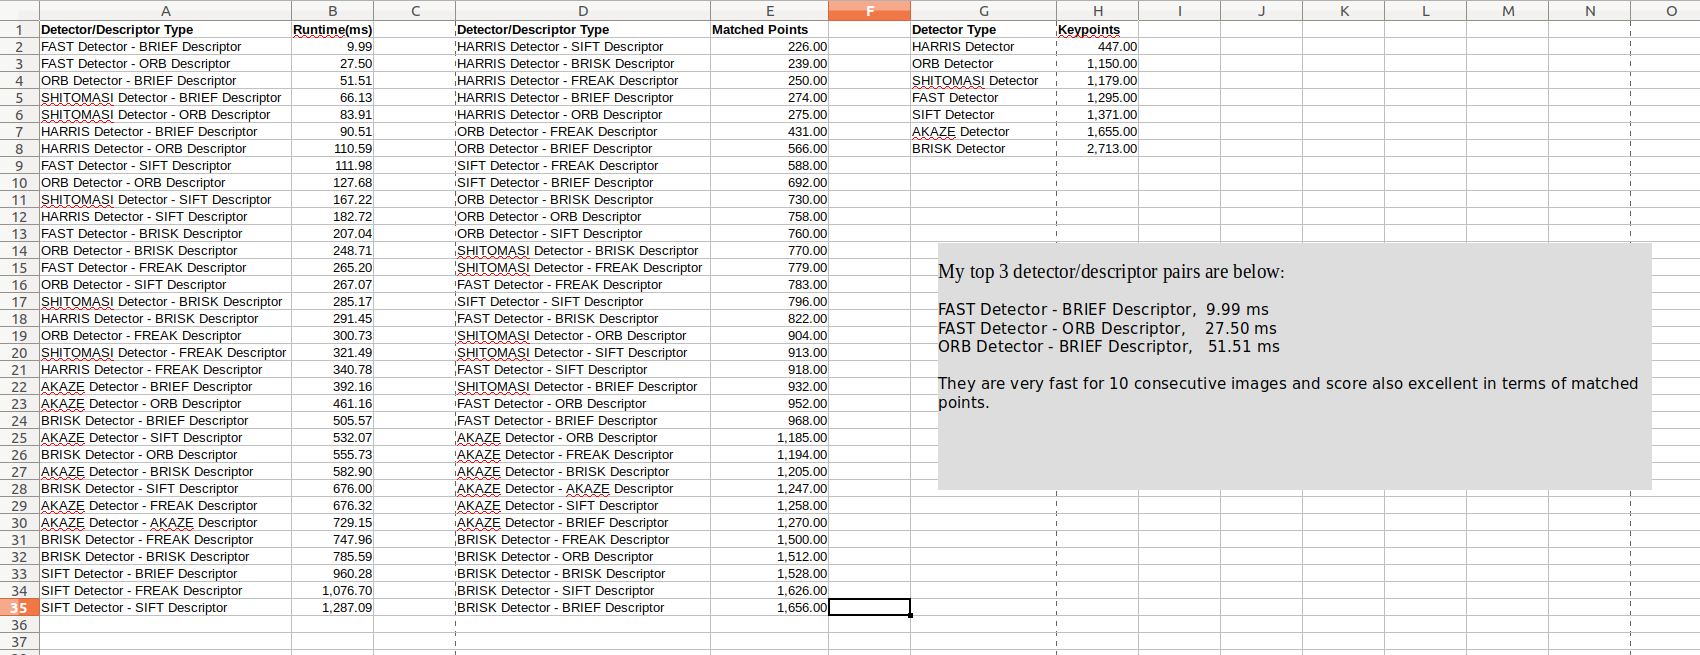 A B C D E F G H I J K L M N O
1 Detector/Descriptor Type Runtime(ms) Detector/Descriptor Type Matched Points Detector Type Keypoints
2 FAST Detector - BRIEF Descriptor 9.99 HARRIS Detector - SIFT Descriptor 226.00 HARRIS Detector 447.00
3 FAST Detector - ORB Descriptor 27.50 HARRIS Detector - BRISK Descriptor 239.00 ORB Detector 1,150.00
4 ORB Detector - BRIEF Descriptor 51.51 HARRIS Detector - FREAK Descriptor 250.00 SHITOMASI Detector 1,179.00
5 SHITOMASI Detector - BRIEF Descriptor 66.13 HARRIS Detector - BRIEF Descriptor 274.00 FAST Detector 1,295.00
6 SHITOMASI Detector - ORB Descriptor 83.91 HARRIS Detector - ORB Descriptor 275.00 SIFT Detector 1,371.00
7 HARRIS Detector - BRIEF Descriptor 90.51 ORB Detector - FREAK Descriptor 431.00 AKAZE Detector 1,655.00
8 HARRIS Detector - ORB Descriptor 110.59 ORB Detector - BRIEF Descriptor 566.00 BRISK Detector 2,713.00
9 FAST Detector - SIFT Descriptor 111.98 SIFT Detector - FREAK Descriptor 588.00
10 ORB Detector - ORB Descriptor 127.68 SIFT Detector - BRIEF Descriptor 692.00
11 SHITOMASI Detector - SIFT Descriptor 167.22 ORB Detector - BRISK Descriptor 730.00
12 HARRIS Detector - SIFT Descriptor 182.72 ORB Detector - ORB Descriptor 758.00
13 FAST Detector - BRISK Descriptor 207.04 ORB Detector - SIFT Descriptor 760.00
14 ORB Detector - BRISK Descriptor 248.71 SHITOMASI Detector - BRISK Descriptor 770.00
15 FAST Detector - FREAK Descriptor 265.20 SHITOMASI Detector - FREAK Descriptor 779.00
16 ORB Detector - SIFT Descriptor 267.07 FAST Detector - FREAK Descriptor 783.00
17 SHITOMASI Detector - BRISK Descriptor 285.17 SIFT Detector - SIFT Descriptor 796.00
18 HARRIS Detector - BRISK Descriptor 291.45 FAST Detector - BRISK Descriptor 822.00
19 ORB Detector - FREAK Descriptor 300.73 SHITOMASI Detector - ORB Descriptor 904.00
20 SHITOMASI Detector - FREAK Descriptor 321.49 SHITOMASI Detector - SIFT Descriptor 913.00
21 HARRIS Detector - FREAK Descriptor 340.78 FAST Detector - SIFT Descriptor 918.00
22 AKAZE Detector - BRIEF Descriptor 392.16 SHITOMASI Detector - BRIEF Descriptor 932.00
23 AKAZE Detector - ORB Descriptor 461.16 FAST Detector - ORB Descriptor 952.00
24 BRISK Detector - BRIEF Descriptor 505.57 FAST Detector - BRIEF Descriptor 968.00
25 AKAZE Detector - SIFT Descriptor 532.07 AKAZE Detector - ORB Descriptor 1,185.00
26 BRISK Detector - ORB Descriptor 555.73 AKAZE Detector - FREAK Descriptor 1,194.00
27 AKAZE Detector - BRISK Descriptor 582.90 AKAZE Detector - BRISK Descriptor 1,205.00
28 BRISK Detector - SIFT Descriptor 676.00 AKAZE Detector - AKAZE Descriptor 1,247.00
29 AKAZE Detector - FREAK Descriptor 676.32 AKAZE Detector - SIFT Descriptor 1,258.00
30 AKAZE Detector - AKAZE Descriptor 729.15 AKAZE Detector - BRIEF Descriptor 1,270.00
31 BRISK Detector - FREAK Descriptor 747.96 BRISK Detector - FREAK Descriptor 1,500.00
32 BRISK Detector - BRISK Descriptor 785.59 BRISK Detector - ORB Descriptor 1,512.00
33 SIFT Detector - BRIEF Descriptor 960.28 BRISK Detector - BRISK Descriptor 1,528.00
34 SIFT Detector - FREAK Descriptor 1,076.70 BRISK Detector - SIFT Descriptor 1,626.00
35 SIFT Detector - SIFT Descriptor 1,287.09 BRISK Detector - BRIEF Descriptor 1,656.00
36
37
My top 3 detector/descriptor pairs are below:
FAST Detector - BRIEF Descriptor, 9.99 ms
FAST Detector - ORB Descriptor, 27.50 ms
ORB Detector - BRIEF Descriptor, 51.51 ms
They are very fast for 10 consecutive images and score also excellent in terms of matched
points.